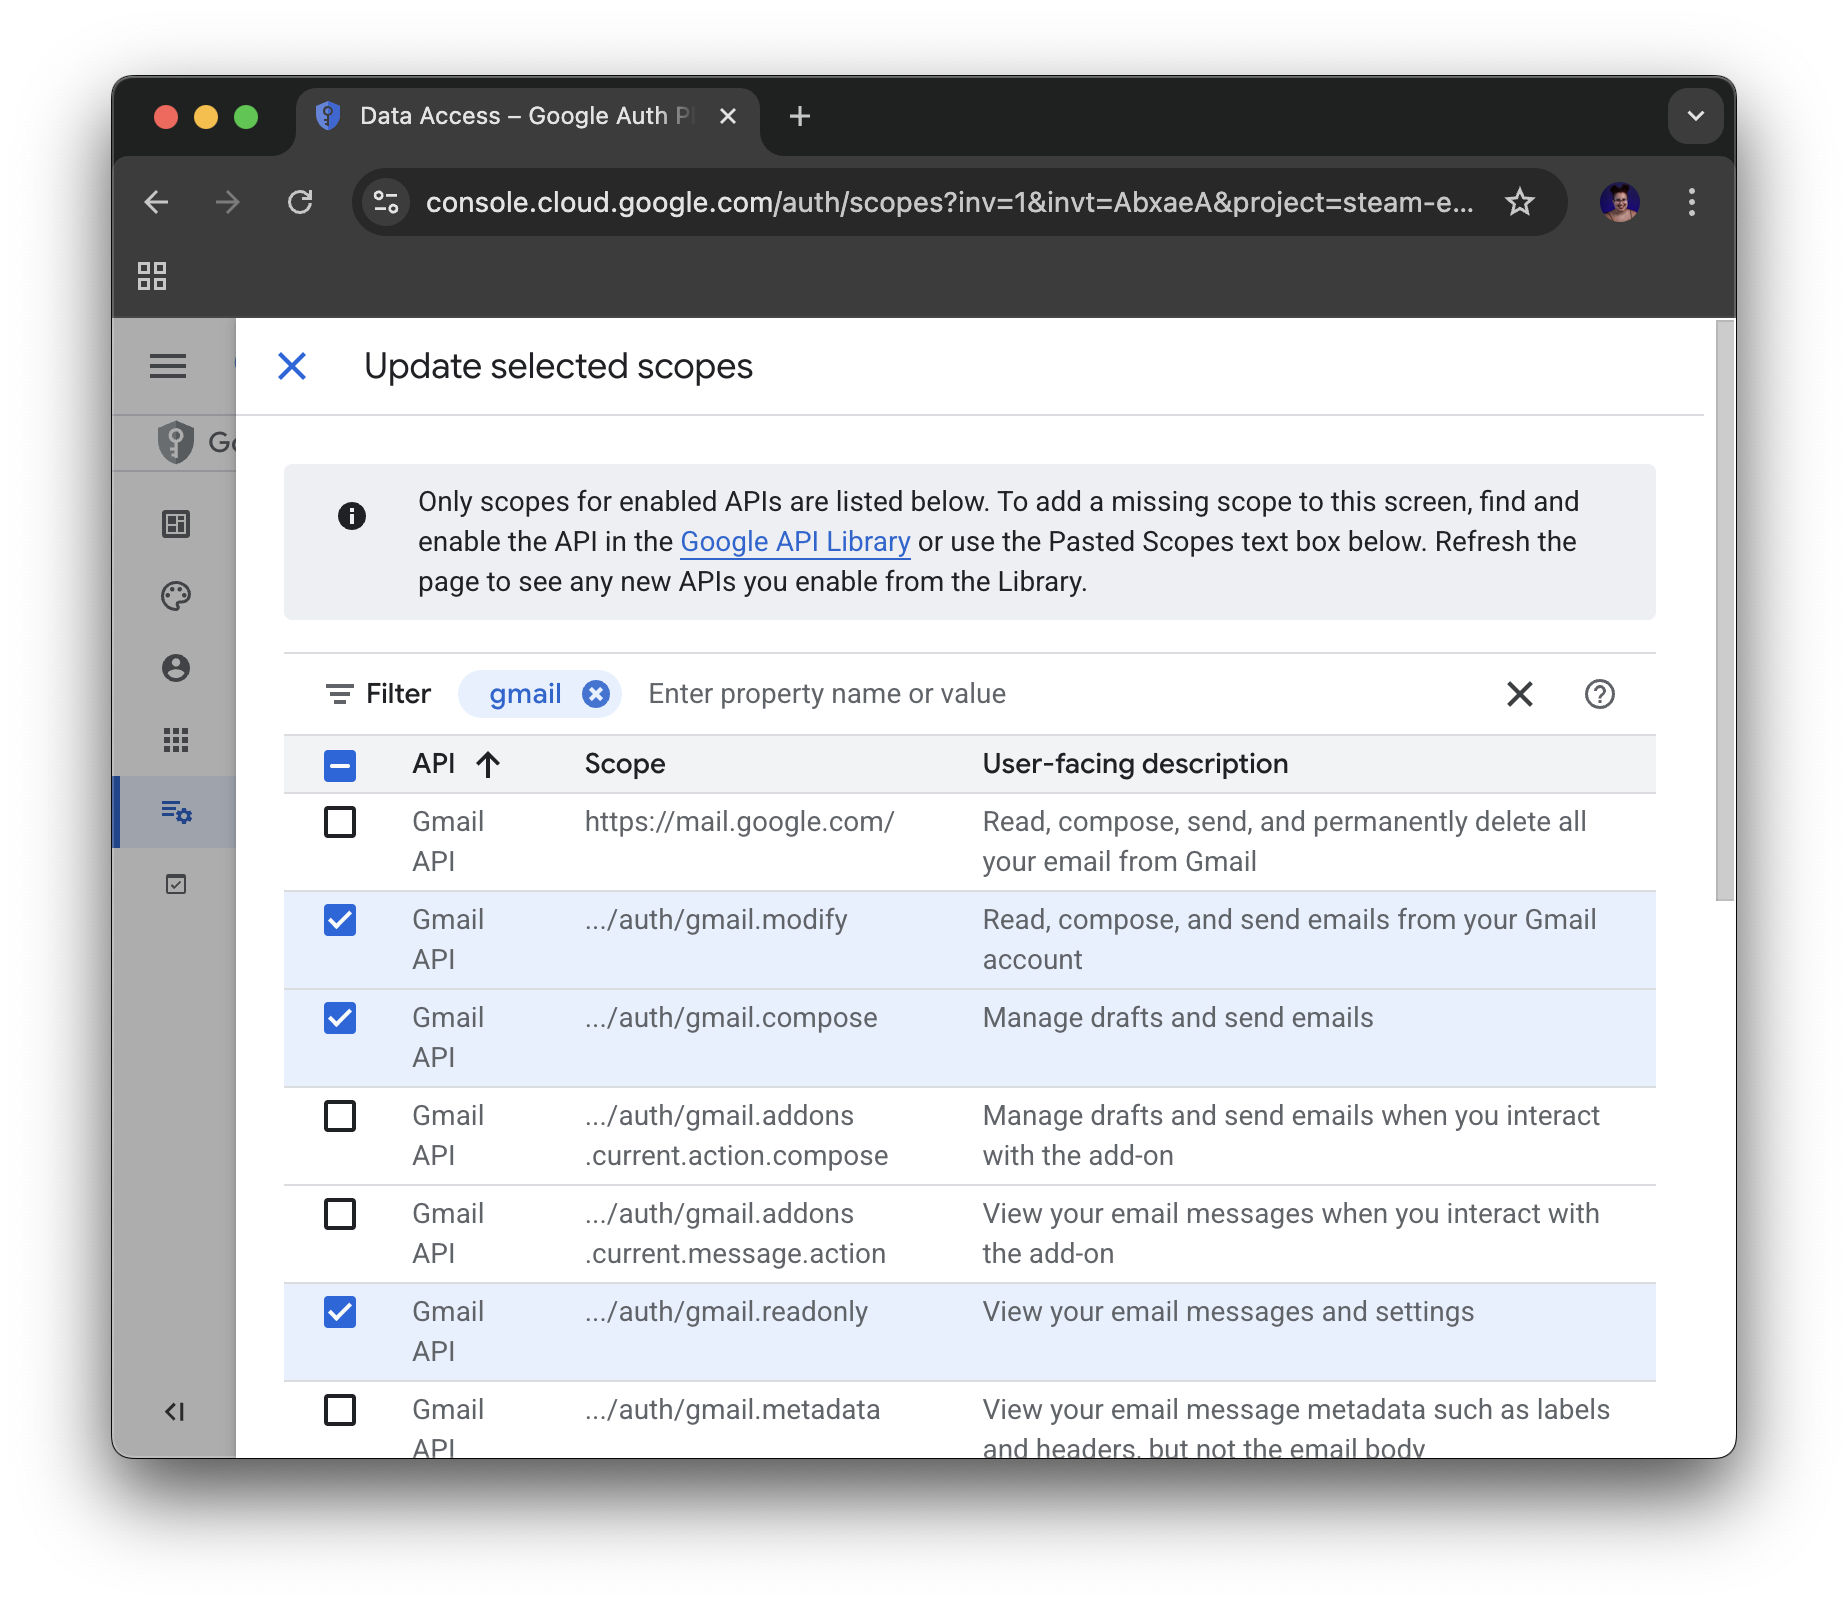 Data Access – Google Auth Pl
console.cloud.google.com/auth/scopes?inv=1&invt=AbxaeA&project=steam-e...
Update selected scopes
Go
Only scopes for enabled APIs are listed below. To add a missing scope to this screen, find and
enable the API in the Google API Library or use the Pasted Scopes text box below. Refresh the
page to see any new APIs you enable from the Library.
Filter gmail Enter property name or value
API Scope User-facing description
Gmail API https://mail.google.com/ Read, compose, send, and permanently delete all
your email from Gmail
Gmail API .../auth/gmail.modify Read, compose, and send emails from your Gmail
account
Gmail API .../auth/gmail.compose Manage drafts and send emails
Gmail API .../auth/gmail.addons
.current.action.compose Manage drafts and send emails when you interact
with the add-on
Gmail API .../auth/gmail.addons
.current.message.action View your email messages when you interact with
the add-on
Gmail API .../auth/gmail.readonly View your email messages and settings
Gmail API .../auth/gmail.metadata View your email message metadata such as labels
and headers, but not the email body